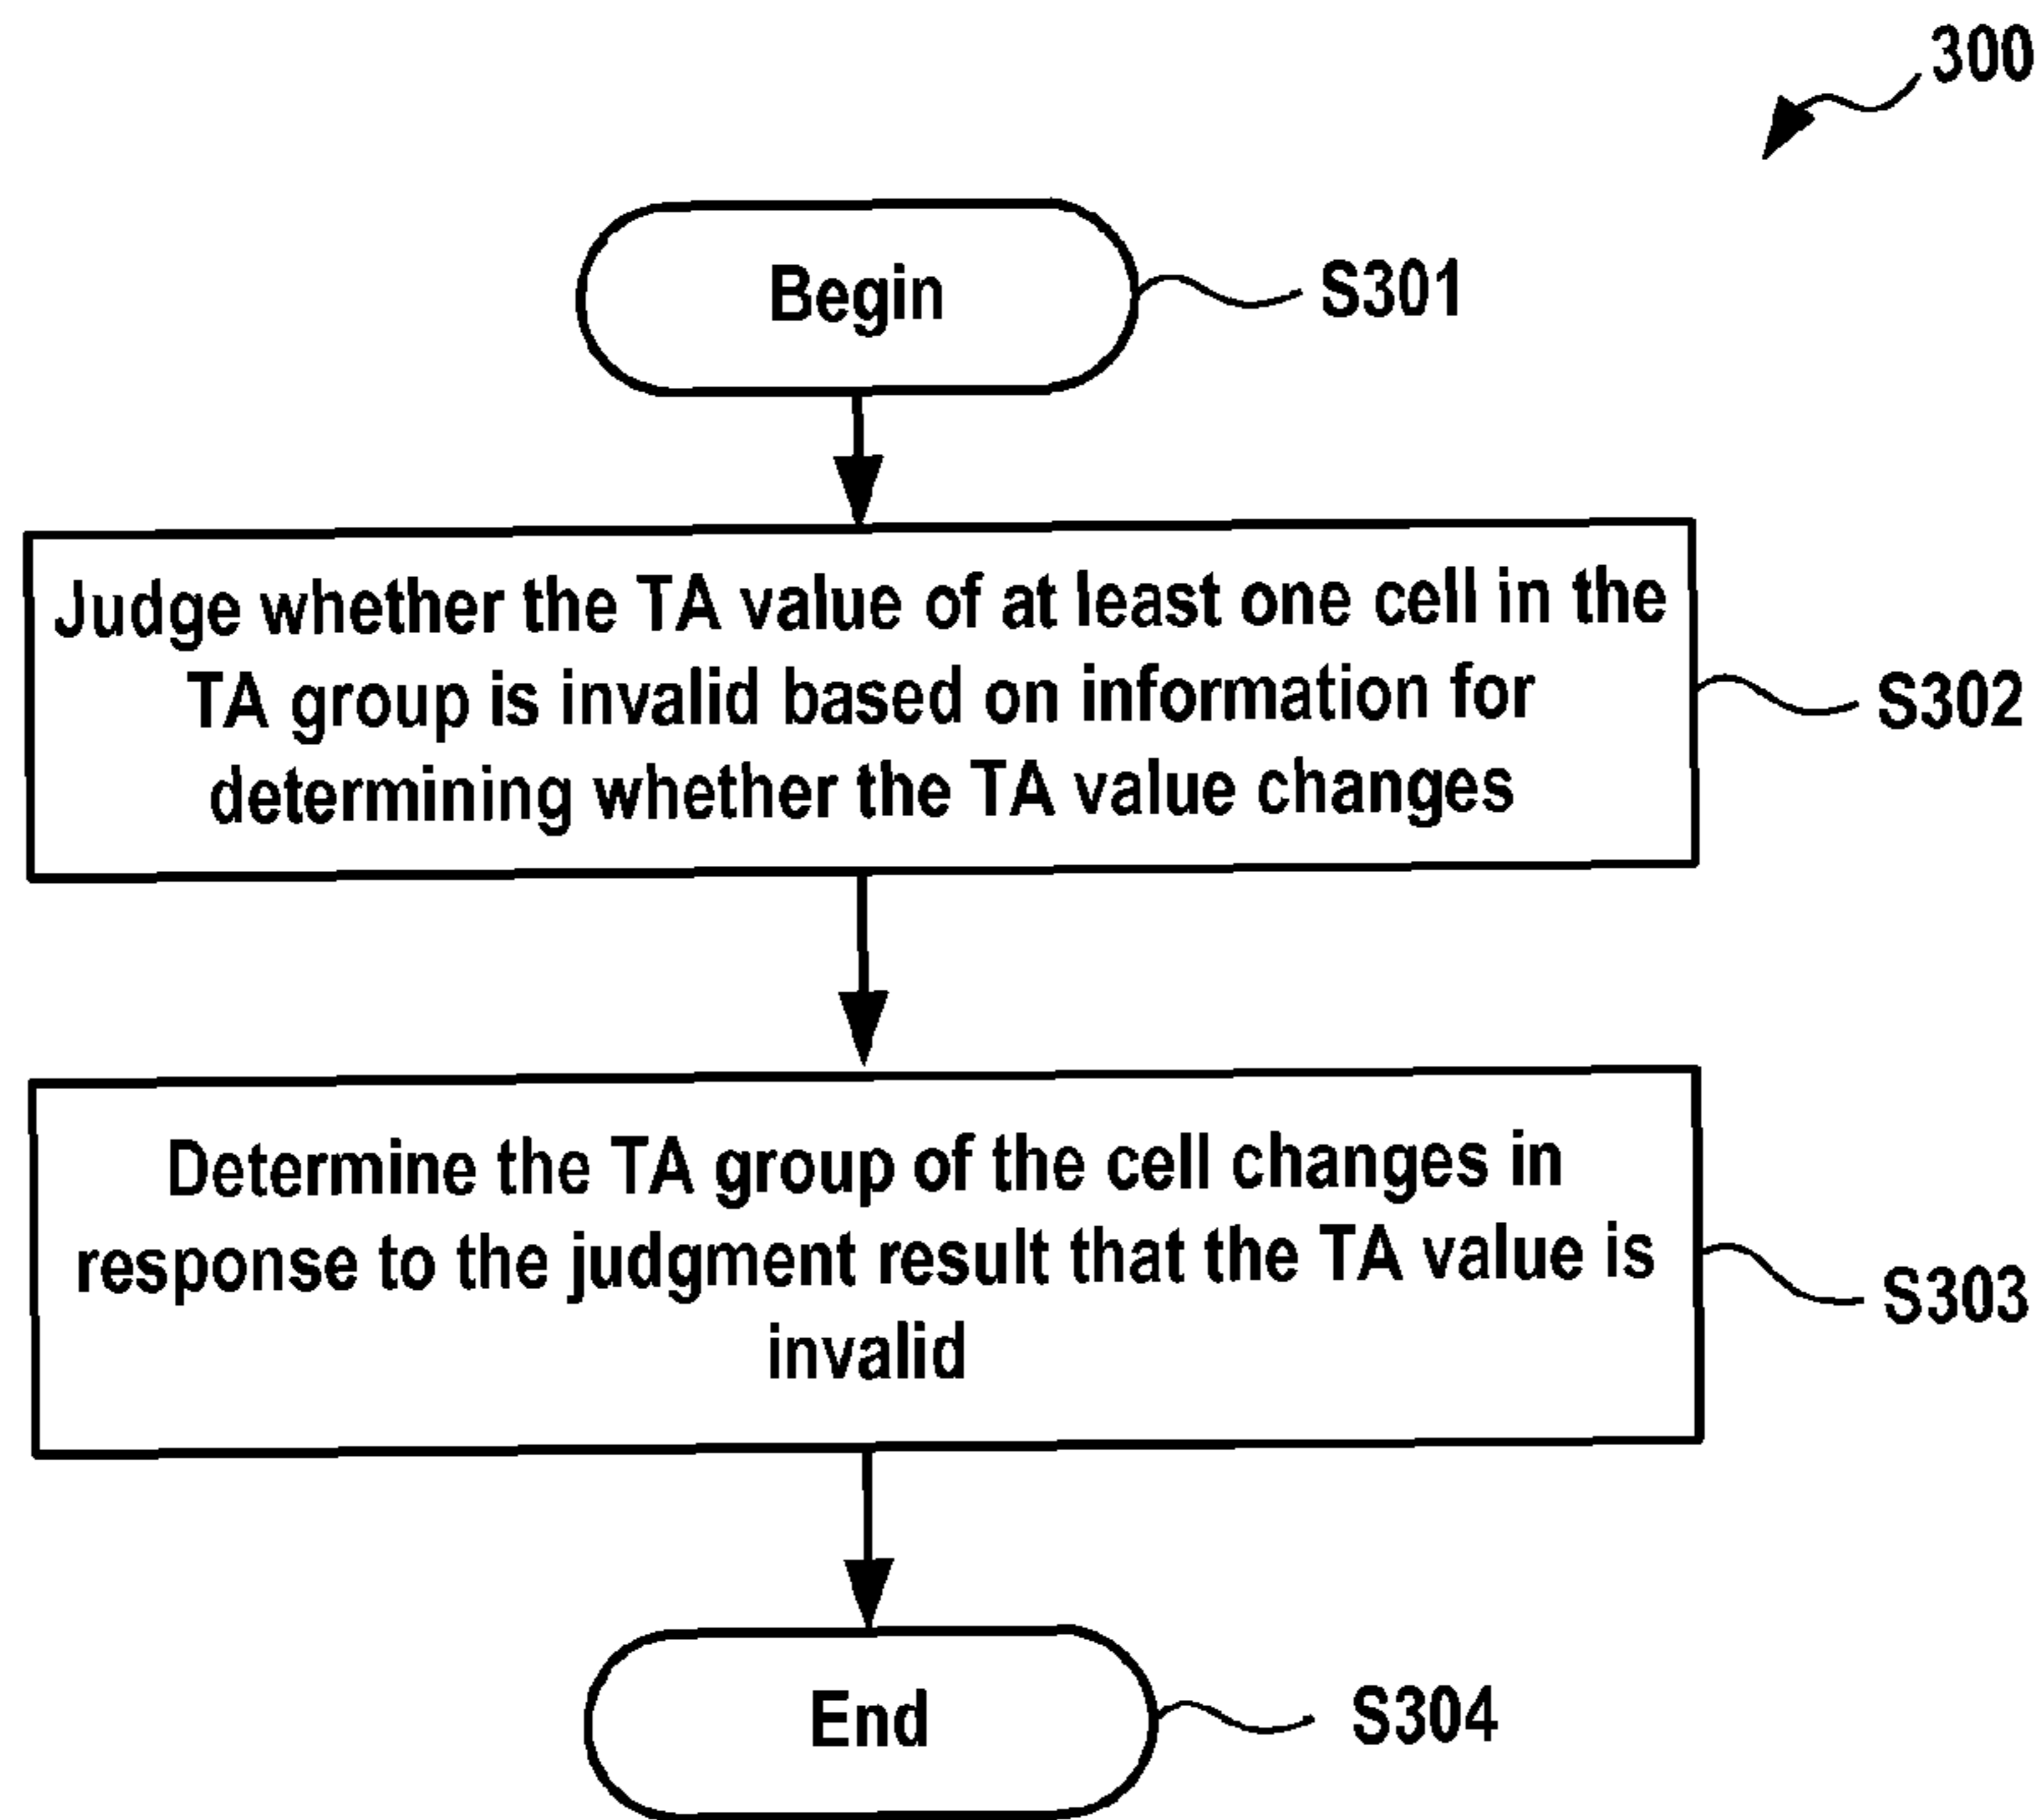 300
Begin
S301
Judge whether the TA value of at least one cell in the
TA group is invalid based on information for
determining whether the TA value changes
S302
Determine the TA group of the cell changes in
response to the judgment result that the TA value is
invalid
S303
End
S304